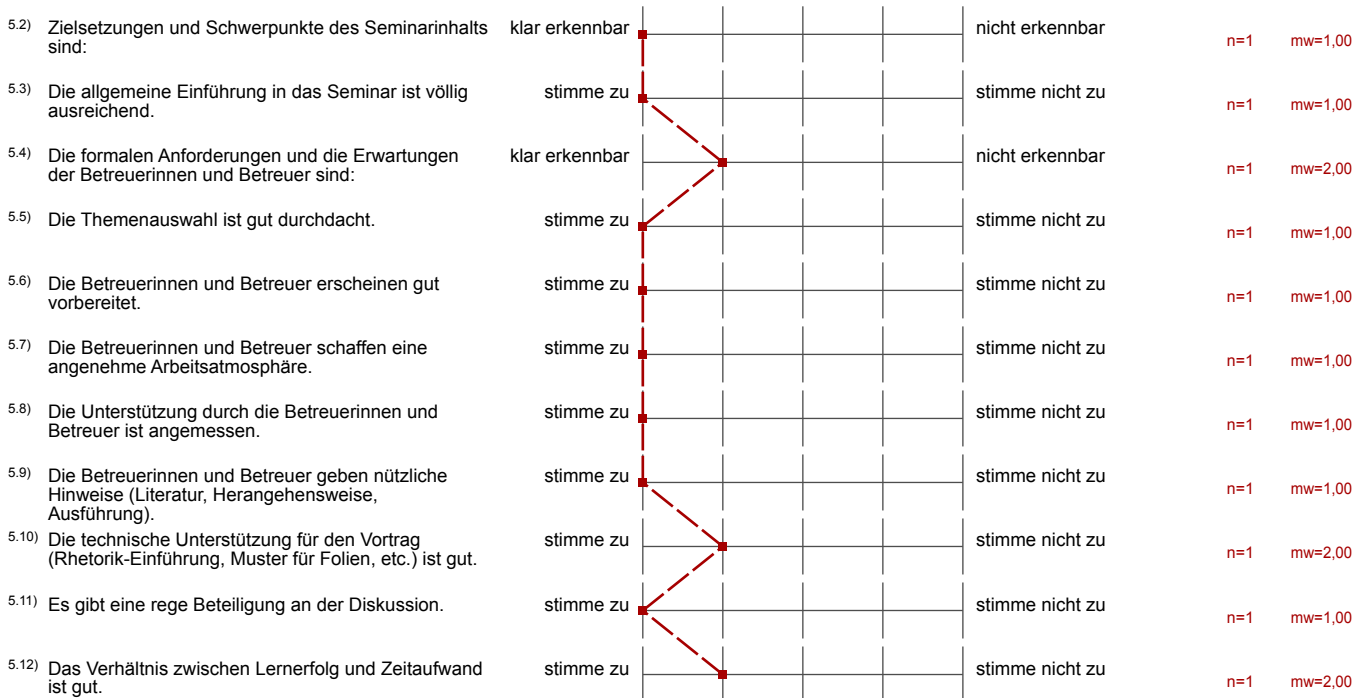 5.2) Zielsetzungen und Schwerpunkte des Seminarinhalts klar erkennbar nicht erkennbar n=1 mw=1,00
sind:
5.3) Die allgemeine Einführung in das Seminar ist völlig stimme zu stimme nicht zu n=1 mw=1,00
ausreichend.
5.4) Die formalen Anforderungen und die Erwartungen klar erkennbar nicht erkennbar n=1 mw=2,00
der Betreuerinnen und Betreuer sind:
5.5) Die Themenauswahl ist gut durchdacht. stimme zu stimme nicht zu n=1 mw=1,00
5.6) Die Betreuerinnen und Betreuer erscheinen gut stimme zu stimme nicht zu n=1 mw=1,00
vorbereitet.
5.7) Die Betreuerinnen und Betreuer schaffen eine stimme zu stimme nicht zu n=1 mw=1,00
angenehme Arbeitsatmosphäre.
5.8) Die Unterstützung durch die Betreuerinnen und stimme zu stimme nicht zu n=1 mw=1,00
Betreuer ist angemessen.
5.9) Die Betreuerinnen und Betreuer geben nützliche stimme zu stimme nicht zu n=1 mw=1,00
Hinweise (Literatur, Herangehensweise,
Ausführung).
5.10) Die technische Unterstützung für den Vortrag stimme zu stimme nicht zu n=1 mw=2,00
(Rhetorik-Einführung, Muster für Folien, etc.) ist gut.
5.11) Es gibt eine rege Beteiligung an der Diskussion. stimme zu stimme nicht zu n=1 mw=1,00
5.12) Das Verhältnis zwischen Lernerfolg und Zeitaufwand stimme zu stimme nicht zu n=1 mw=2,00
ist gut.